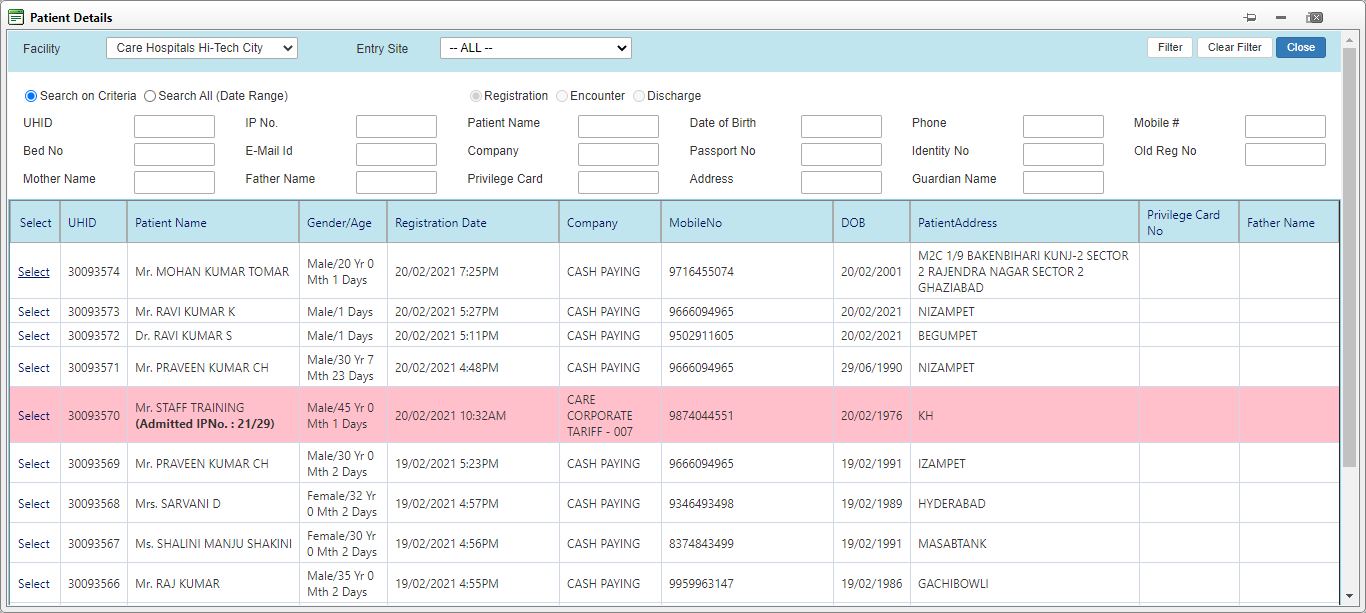 Patient Details
Facility Care Hospitals Hi-Tech City Entry Site -- ALL -- Filter Clear Filter Close
Search on Criteria Search All (Date Range) Registration Encounter Discharge
UHID IP No. Patient Name Date of Birth Phone Mobile #
Bed No E-Mail Id Company Passport No Identity No Old Reg No
Mother Name Father Name Privilege Card Address Guardian Name
Select UHID Patient Name Gender/Age Registration Date Company MobileNo DOB PatientAddress Privilege Card No Father Name
Select 30093574 Mr. MOHAN KUMAR TOMAR Male/20 Yr 0 Mth 1 Days 20/02/2021 7:25PM CASH PAYING 9716455074 20/02/2001 M2C 1/9 BAKENBIHARI KUNJ-2 SECTOR 2 RAJENDRA NAGAR SECTOR 2 GHAZIABAD
Select 30093573 Mr. RAVI KUMAR K Male/1 Days 20/02/2021 5:27PM CASH PAYING 9666094965 20/02/2021 NIZAMPET
Select 30093572 Dr. RAVI KUMAR S Male/1 Days 20/02/2021 5:11PM CASH PAYING 9502911605 20/02/2021 BEGUMPET
Select 30093571 Mr. PRAVEEN KUMAR CH Male/30 Yr 7 Mth 23 Days 20/02/2021 4:48PM CASH PAYING 9666094965 29/06/1990 NIZAMPET
Select 30093570 Mr. STAFF TRAINING (Admitted IPNo. : 21/29) Male/45 Yr 0 Mth 1 Days 20/02/2021 10:32AM CARE CORPORATE TARIFF - 007 9874044551 20/02/1976 KH
Select 30093569 Mr. PRAVEEN KUMAR CH Male/30 Yr 0 Mth 2 Days 19/02/2021 5:23PM CASH PAYING 9666094965 19/02/1991 IZAMPET
Select 30093568 Mrs. SARVANI D Female/32 Yr 0 Mth 2 Days 19/02/2021 4:57PM CASH PAYING 9346493498 19/02/1989 HYDERABAD
Select 30093567 Ms. SHALINI MANJU SHAKINI Female/30 Yr 0 Mth 2 Days 19/02/2021 4:56PM CASH PAYING 8374843499 19/02/1991 MASABTANK
Select 30093566 Mr. RAJ KUMAR Male/35 Yr 0 Mth 2 Days 19/02/2021 4:55PM CASH PAYING 9959963147 19/02/1986 GACHIBOWLI